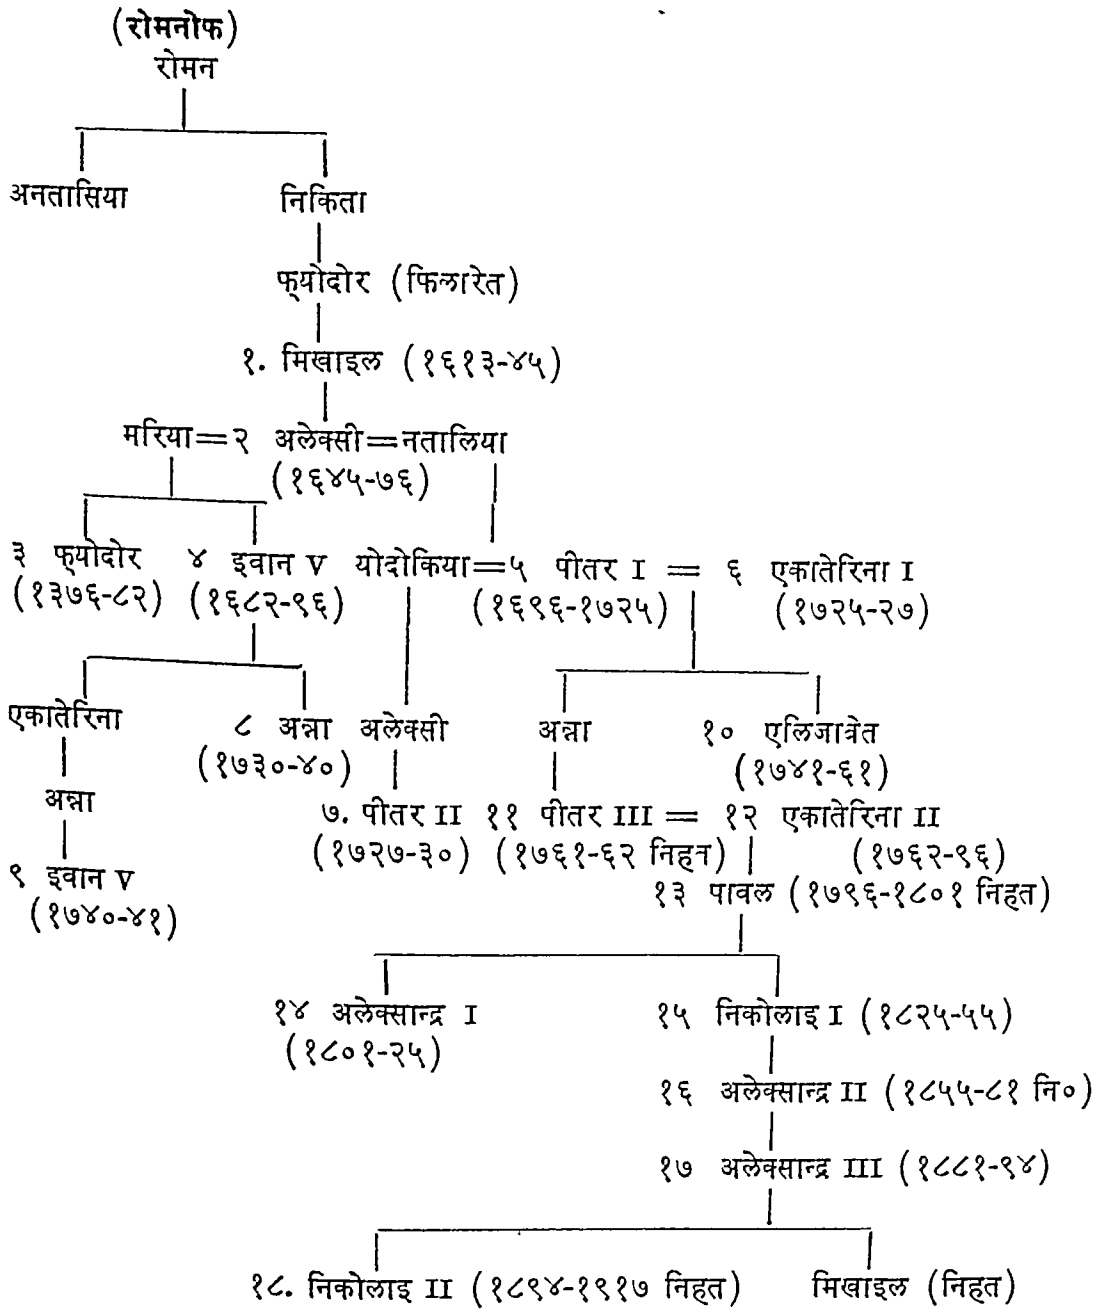 (रोमनोफ)
रोमन
अनतासिया निकिता
फ्योदोर (फिलारेत)
१. मिखाइल (१६१३-४५)
मरिया=२ अलेक्सी=नतालिया
(१६४५-७६)
३ फ्योदोर ४ इवान V योदोकिया=५ पीतर I = ६ एकातेरिना I
(१३७६-८२) (१६८२-९६) (१६९६-१७२५) (१७२५-२७)
एकातेरिना ८ अन्ना अलेक्सी अन्ना १० एलिजाव्रेत
(१७३०-४०) (१७४१-६१)
अन्ना ७. पीतर II ११ पीतर III = १२ एकातेरिना II
(१७२७-३०) (१७६१-६२ निहत) (१७६२-९६)
९ इवान V १३ पावल (१७९६-१८०१ निहत)
(१७४०-४१)
१४ अलेक्सान्द्र I १५ निकोलाइ I (१८२५-५५)
(१८०१-२५)
१६ अलेक्सान्द्र II (१८५५-८१ नि०)
१७ अलेक्सान्द्र III (१८८१-९४)
१८. निकोलाइ II (१८९४-१९१७ निहत) मिखाइल (निहत)